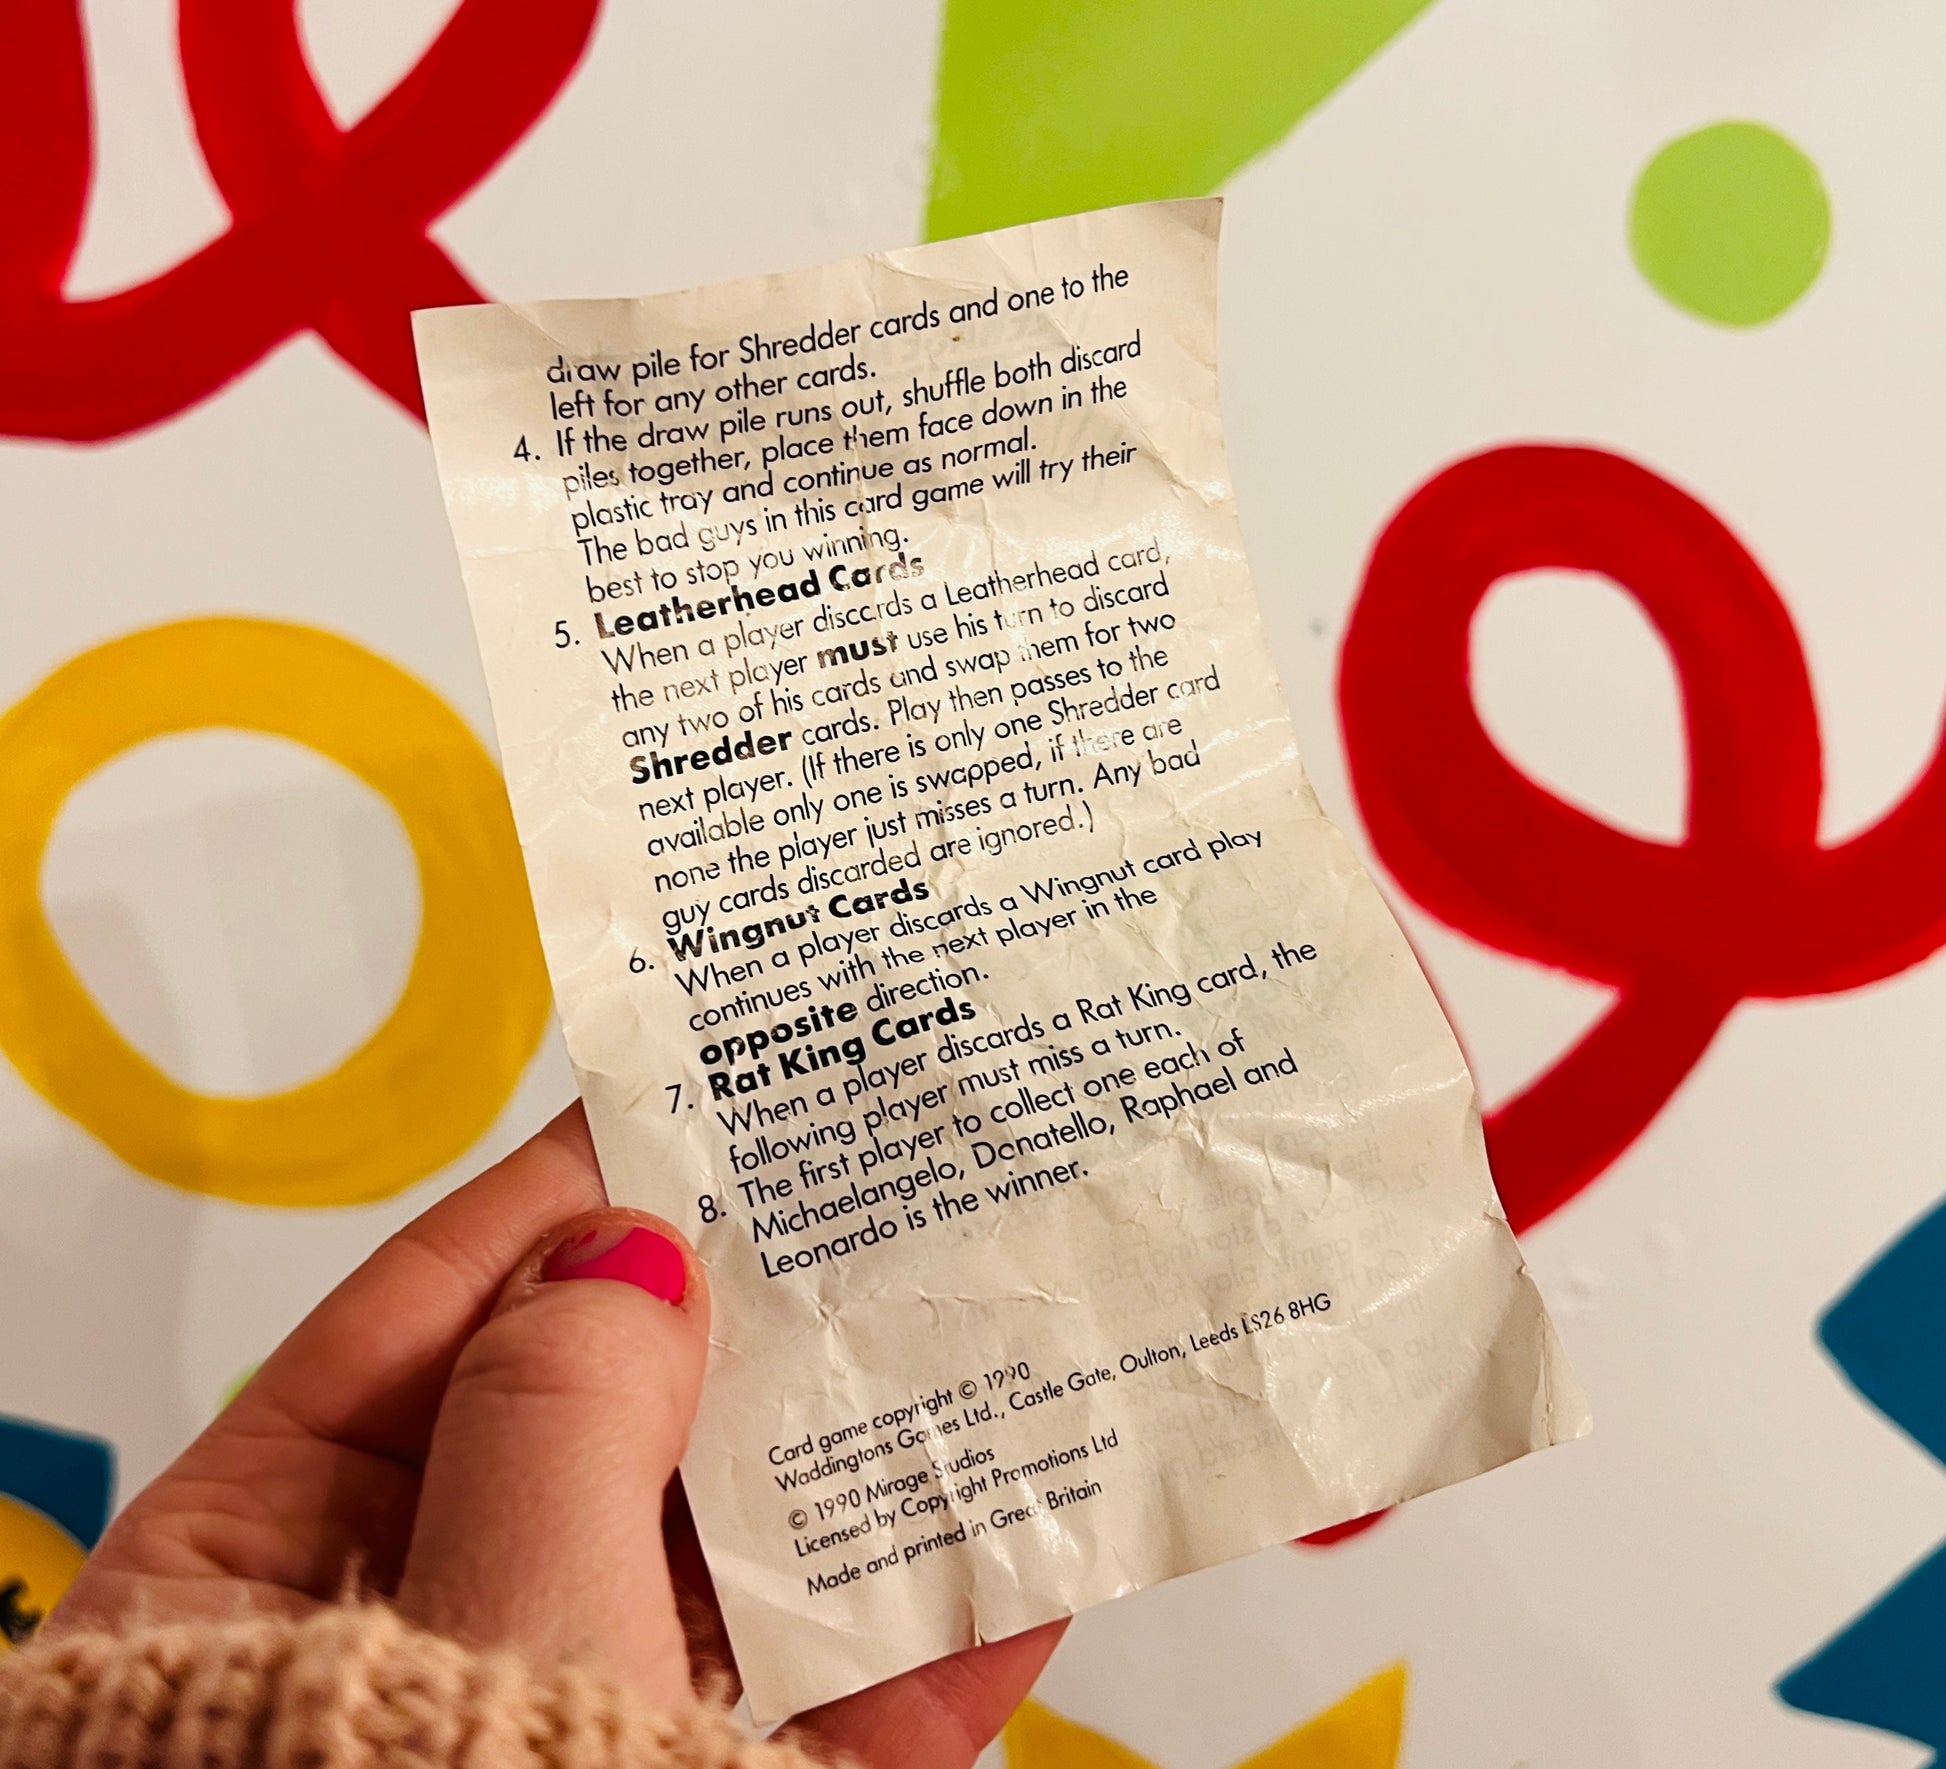 draw pile for Shredder cards and one to the
left for any other cards.
4. If the draw pile runs out, shuffle both discard
piles together, place them face down in the
plastic tray and continue as normal.
The bad guys in this card game will try their
best to stop you winning.
5. Leatherhead Cards
When a player discards a Leatherhead card,
the next player must use his turn to discard
any two of his cards and swap them for two
Shredder cards. Play then passes to the
next player. (If there is only one Shredder card
available only one is swapped, if there are
none the player just misses a turn. Any bad
guy cards discarded are ignored.)
6. Wingnut Cards
When a player discards a Wingnut card play
continues with the next player in the
opposite direction.
7. Rat King Cards
When a player discards a Rat King card, the
following player must miss a turn.
8. The first player to collect one each of
Michaelangelo, Donatello, Raphael and
Leonardo is the winner.
Card game copyright © 1990
Waddingtons Games Ltd., Castle Gate, Oulton, Leeds LS26 8HG
© 1990 Mirage Studios
Licensed by Copyright Promotions Ltd
Made and printed in Great Britain